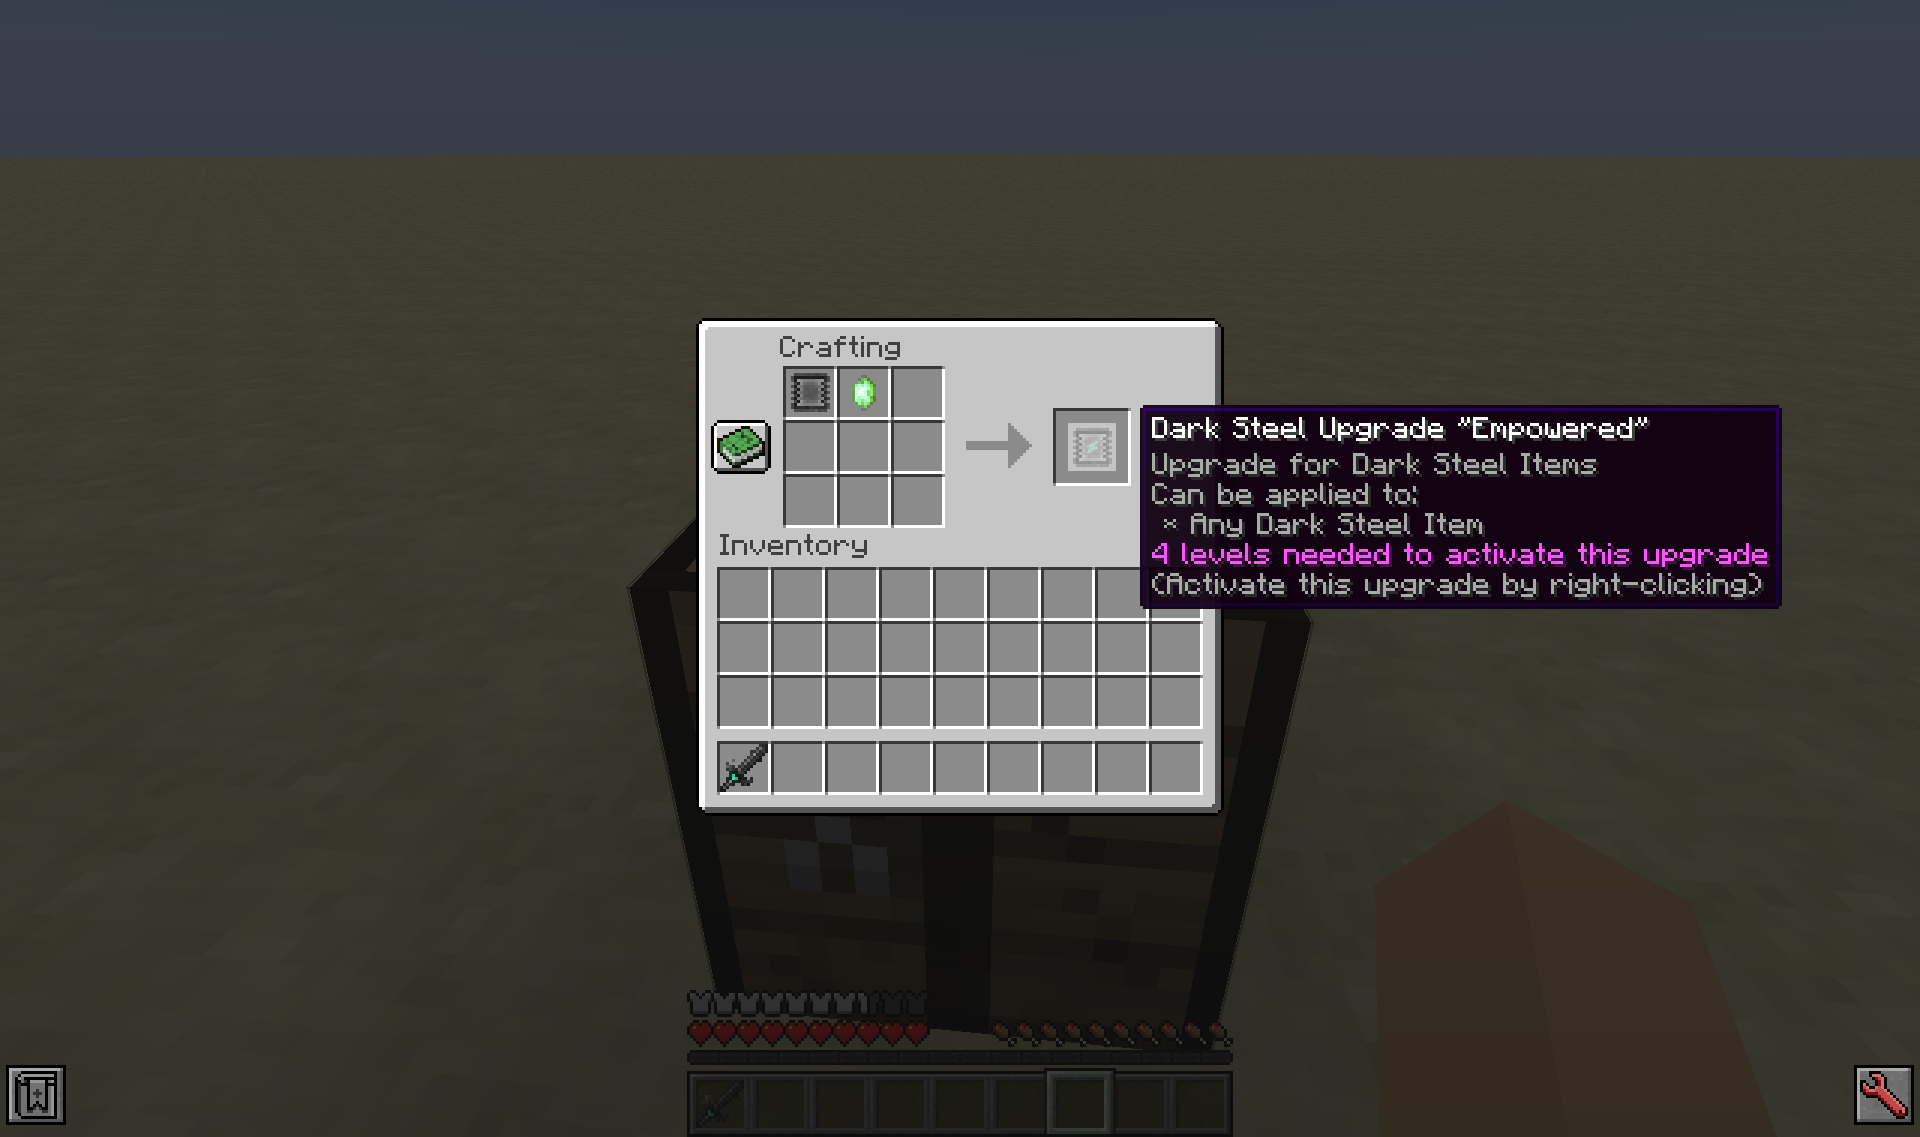 Crafting
Dark Steel Upgrade "Empowered"
Upgrade for Dark Steel Items
Can be applied to:
× Any Dark Steel Item
Inventory
4 levels needed to activate this upgrade
(Activate this upgrade by right-clicking)